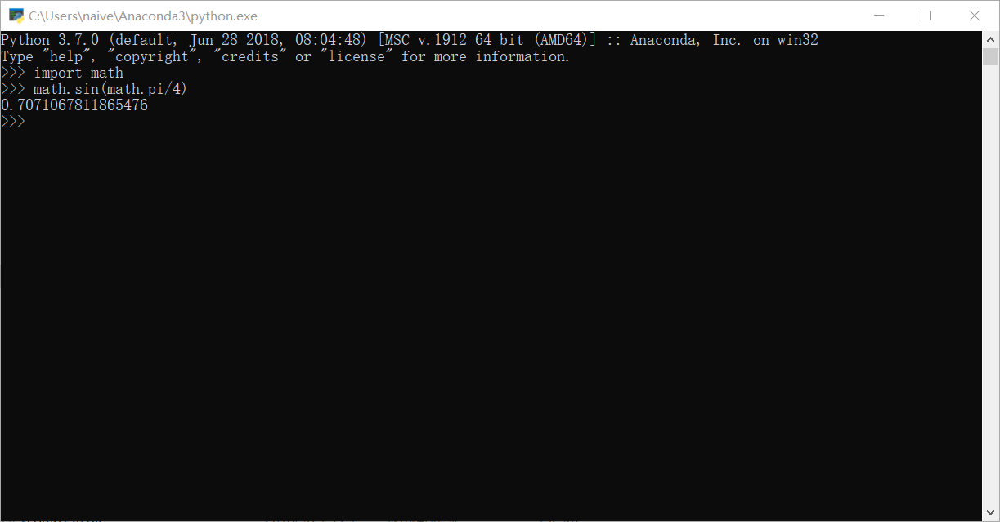 C:\Users\naive\Anaconda3\python.exe
Python 3.7.0 (default, Jun 28 2018, 08:04:48) [MSC v.1912 64 bit (AMD64)] :: Anaconda, Inc. on win32
Type "help", "copyright", "credits" or "license" for more information.
>>> import math
>>> math.sin(math.pi/4)
0.7071067811865476
>>>